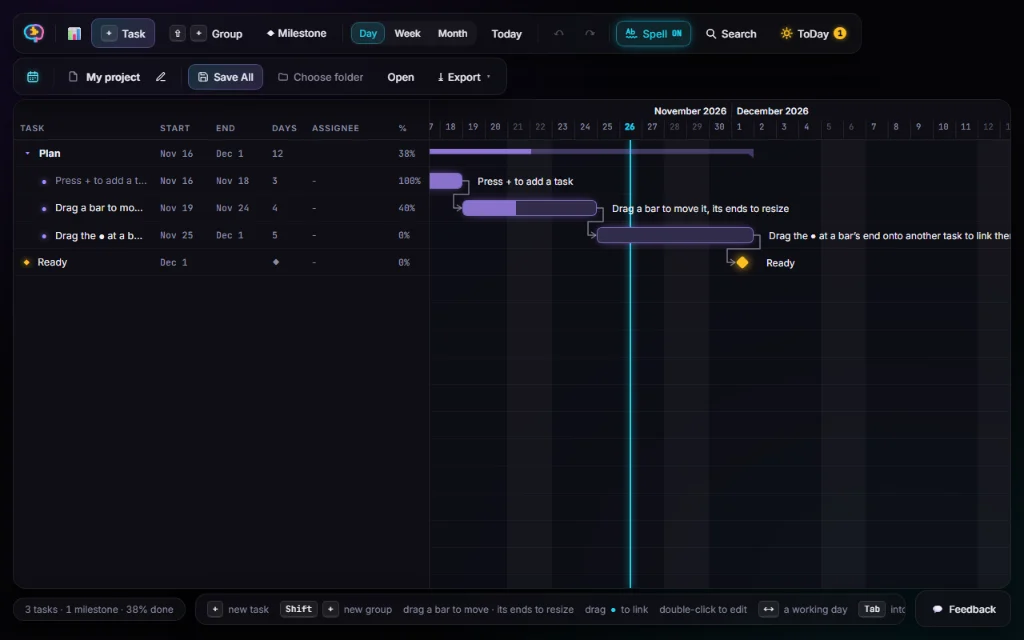 + Task ⇧ + Group ◆ Milestone Day Week Month Today Ab Spell ON Search ToDay 1
My project Save All Choose folder Open ↓ Export
November 2026 December 2026
TASK START END DAYS ASSIGNEE %
7 18 19 20 21 22 23 24 25 26 27 28 29 30 1 2 3 4 5 6 7 8 9 10 11 12
Plan Nov 16 Dec 1 12 38%
Press + to add a t... Nov 16 Nov 18 3 - 100% Press + to add a task
Drag a bar to mo... Nov 19 Nov 24 4 - 40% Drag a bar to move it, its ends to resize
Drag the ● at a b... Nov 25 Dec 1 5 - 0% Drag the ● at a bar's end onto another task to link
Ready Dec 1 ◆ - 0% Ready
3 tasks · 1 milestone · 38% done + new task Shift + new group drag a bar to move · its ends to resize drag ● to link double-click to edit ↔ a working day Tab Feedback